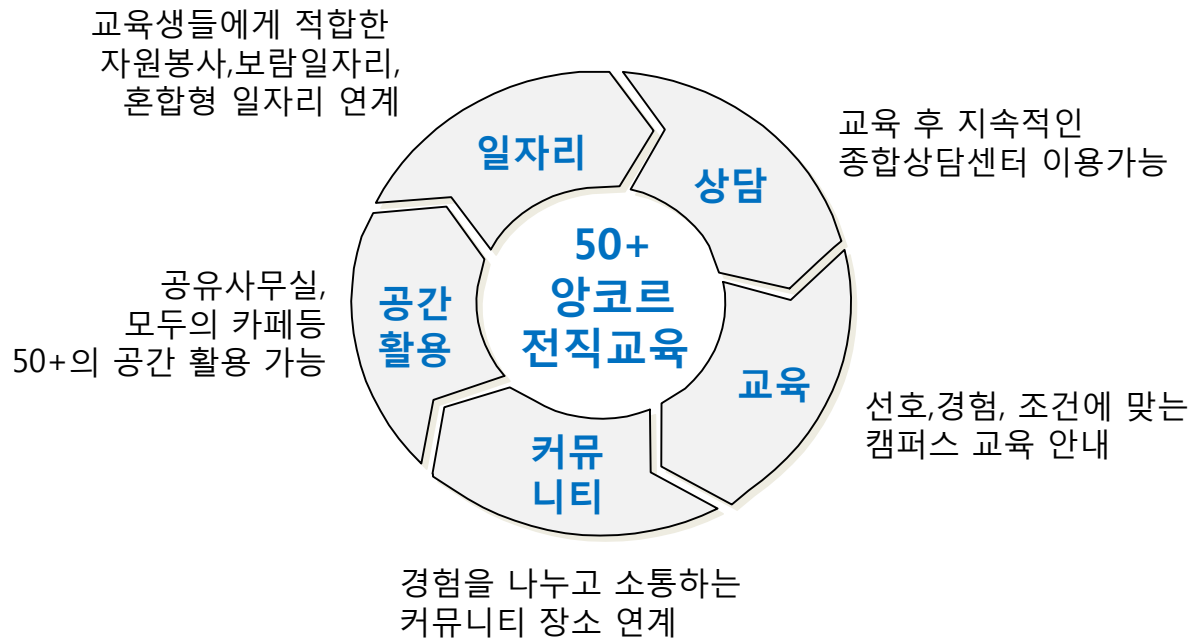 교육생들에게 적합한
자원봉사,보람일자리,
혼합형 일자리 연계
일자리
상담
교육 후 지속적인
종합상담센터 이용가능
50+
앙코르
전직교육
공간
활용
공유사무실,
모두의 카페등
50+의 공간 활용 가능
교육
선호,경험, 조건에 맞는
캠퍼스 교육 안내
커뮤
니티
경험을 나누고 소통하는
커뮤니티 장소 연계